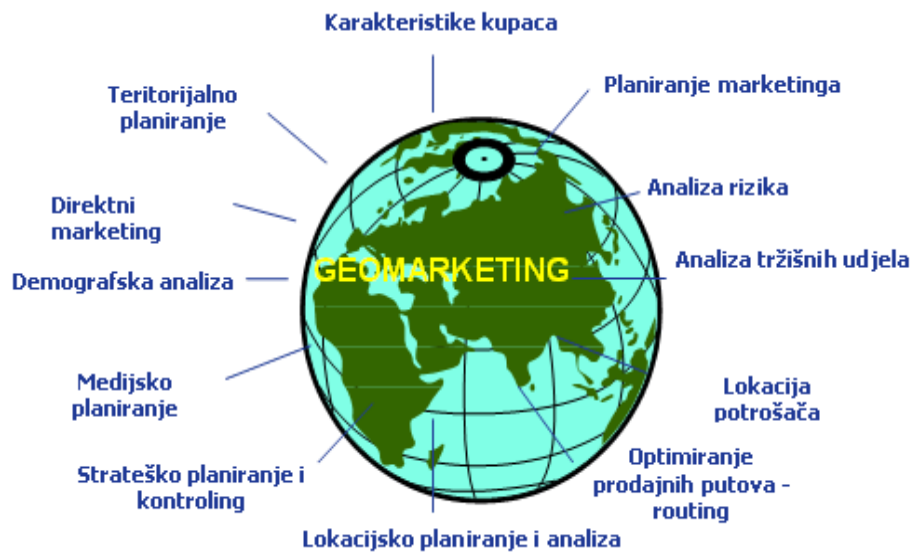 Karakteristike kupaca
Planiranje marketinga
Teritorijalno
planiranje
Analiza rizika
Direktni
marketing
GEOMARKETING
Analiza tržišnih udjela
Demografska analiza
Medijsko
planiranje
Lokacija
potrošača
Strateško planiranje i
kontroling
Optimiranje
prodajnih putova -
routing
Lokacijsko planiranje i analiza